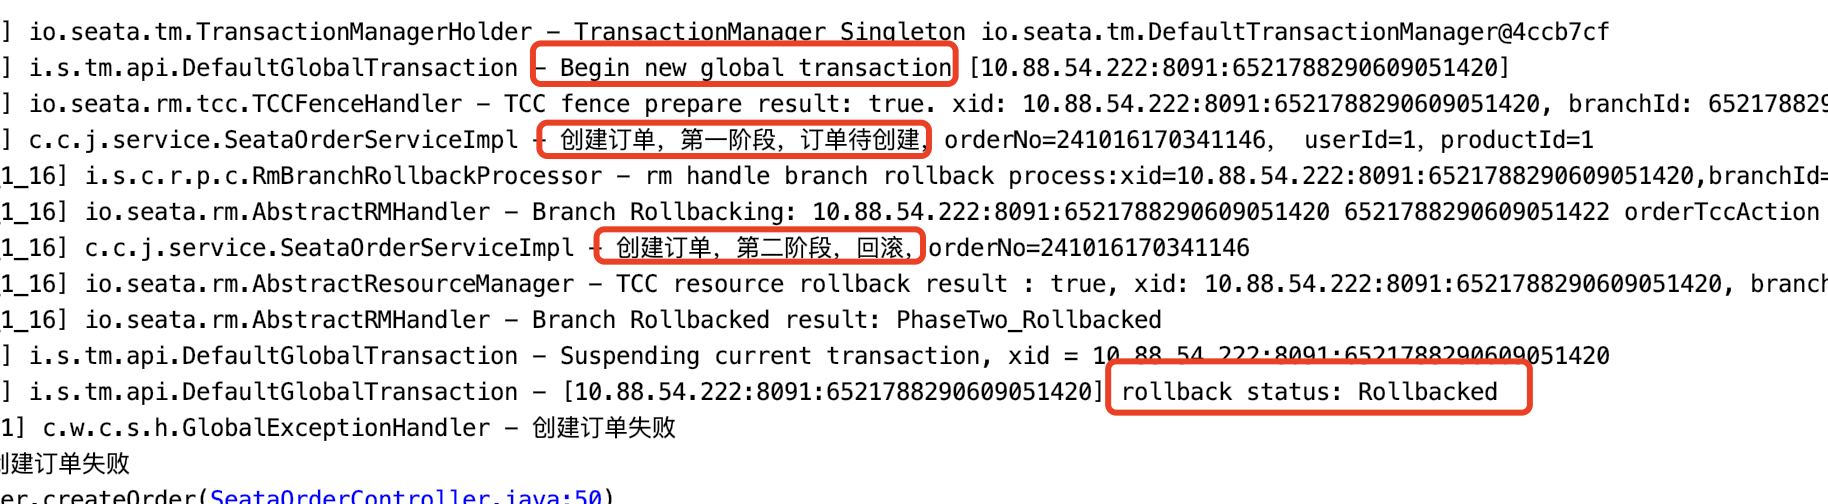 ] io.seata.tm.TransactionManagerHolder – TransactionManager Singleton io.seata.tm.DefaultTransactionManager@4ccb7cf
] i.s.tm.api.DefaultGlobalTransaction – Begin new global transaction [10.88.54.222:8091:6521788290609051420]
] io.seata.rm.tcc.TCCFenceHandler – TCC fence prepare result: true. xid: 10.88.54.222:8091:6521788290609051420, branchId: 652178829
] c.c.j.service.SeataOrderServiceImpl – 创建订单，第一阶段，订单待创建，orderNo=241016170341146， userId=1，productId=1
1_16] i.s.c.r.p.c.RmBranchRollbackProcessor – rm handle branch rollback process:xid=10.88.54.222:8091:6521788290609051420,branchId=
1_16] io.seata.rm.AbstractRMHandler – Branch Rollbacking: 10.88.54.222:8091:6521788290609051420 6521788290609051422 orderTccAction
1_16] c.c.j.service.SeataOrderServiceImpl – 创建订单，第二阶段，回滚，orderNo=241016170341146
1_16] io.seata.rm.AbstractResourceManager – TCC resource rollback result : true, xid: 10.88.54.222:8091:6521788290609051420, branch
1_16] io.seata.rm.AbstractRMHandler – Branch Rollbacked result: PhaseTwo_Rollbacked
] i.s.tm.api.DefaultGlobalTransaction – Suspending current transaction, xid = 10.88.54.222:8091:6521788290609051420
] i.s.tm.api.DefaultGlobalTransaction – [10.88.54.222:8091:6521788290609051420] rollback status: Rollbacked
1] c.w.c.s.h.GlobalExceptionHandler – 创建订单失败
创建订单失败
er.createOrder(SeataOrderController.java:50)